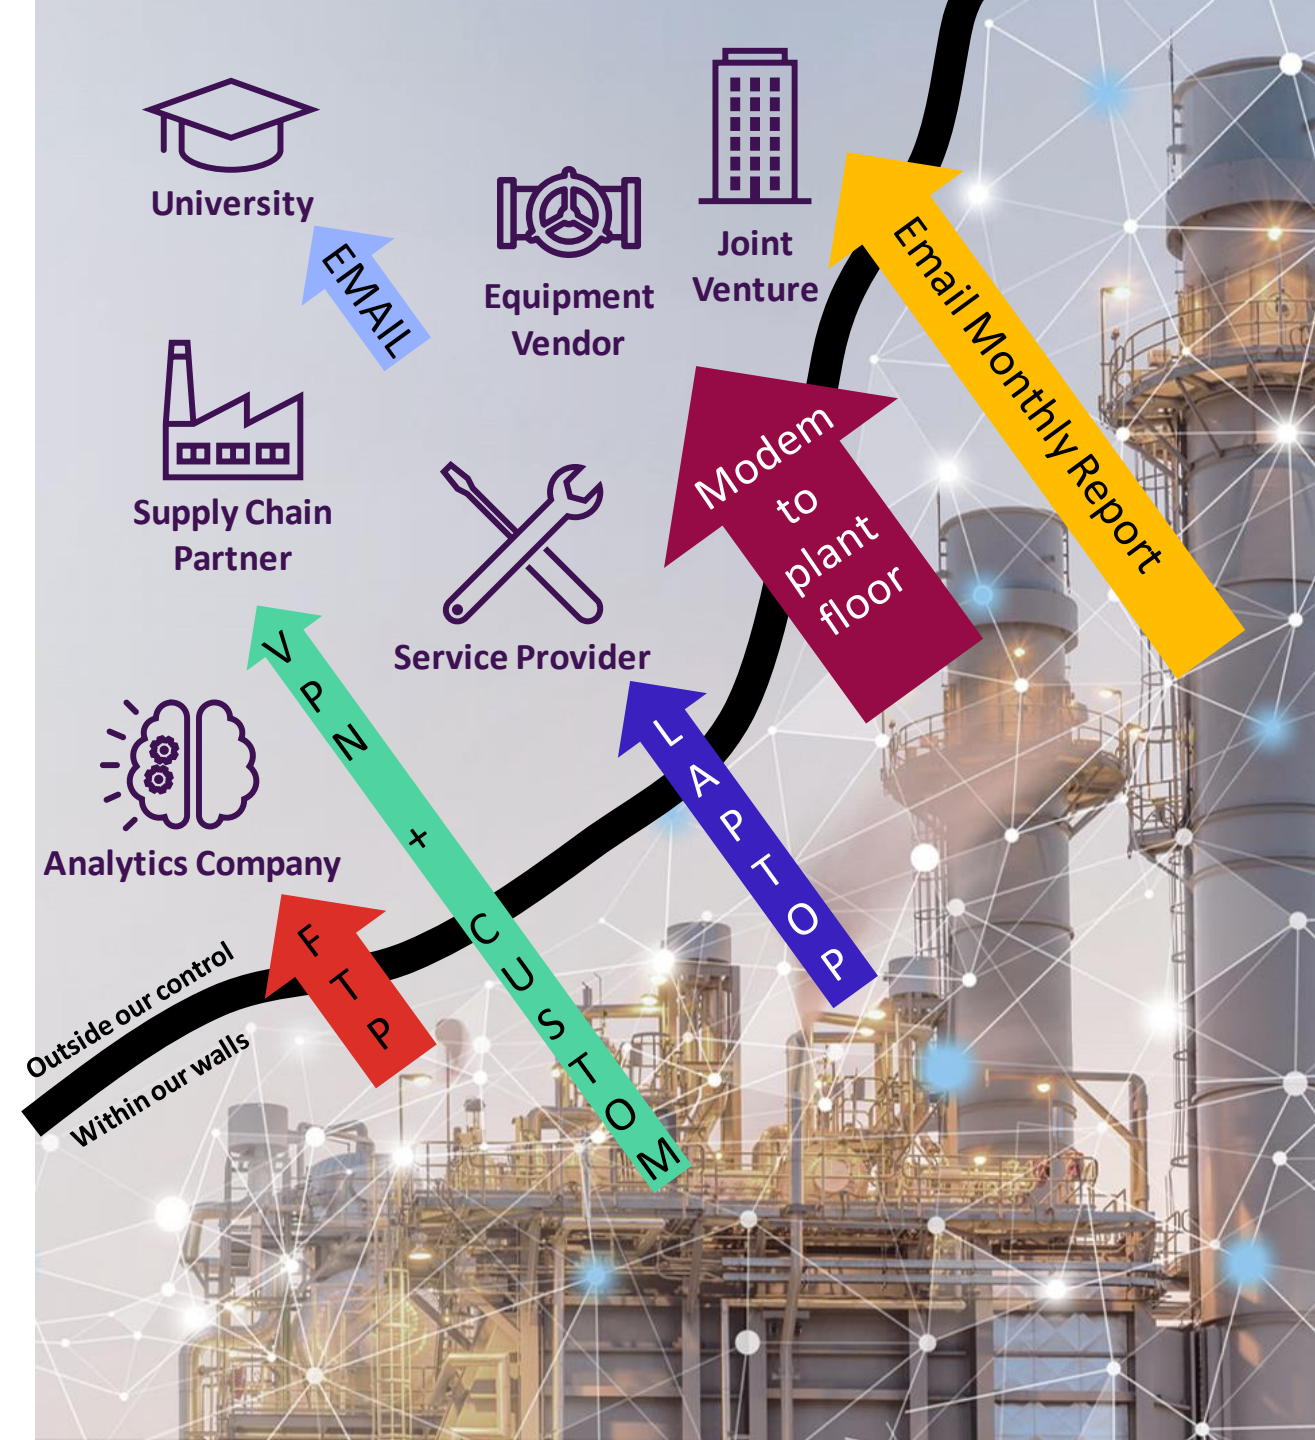 University
EMAIL
Equipment
Vendor
Joint
Venture
Email Monthly Report
Supply Chain
Partner
Modem
to
plant
floor
Service Provider
VPN + CUSTOM
LAPTOP
Analytics Company
FTP
Outside our control
Within our walls